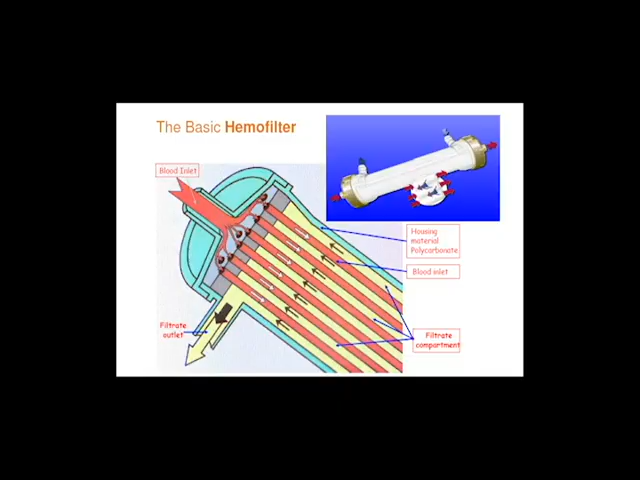 The Basic Hemofilter
Blood Inlet
Housing
material
Polycarbonate
Blood inlet
Filtrate
outlet
Filtrate
compartment